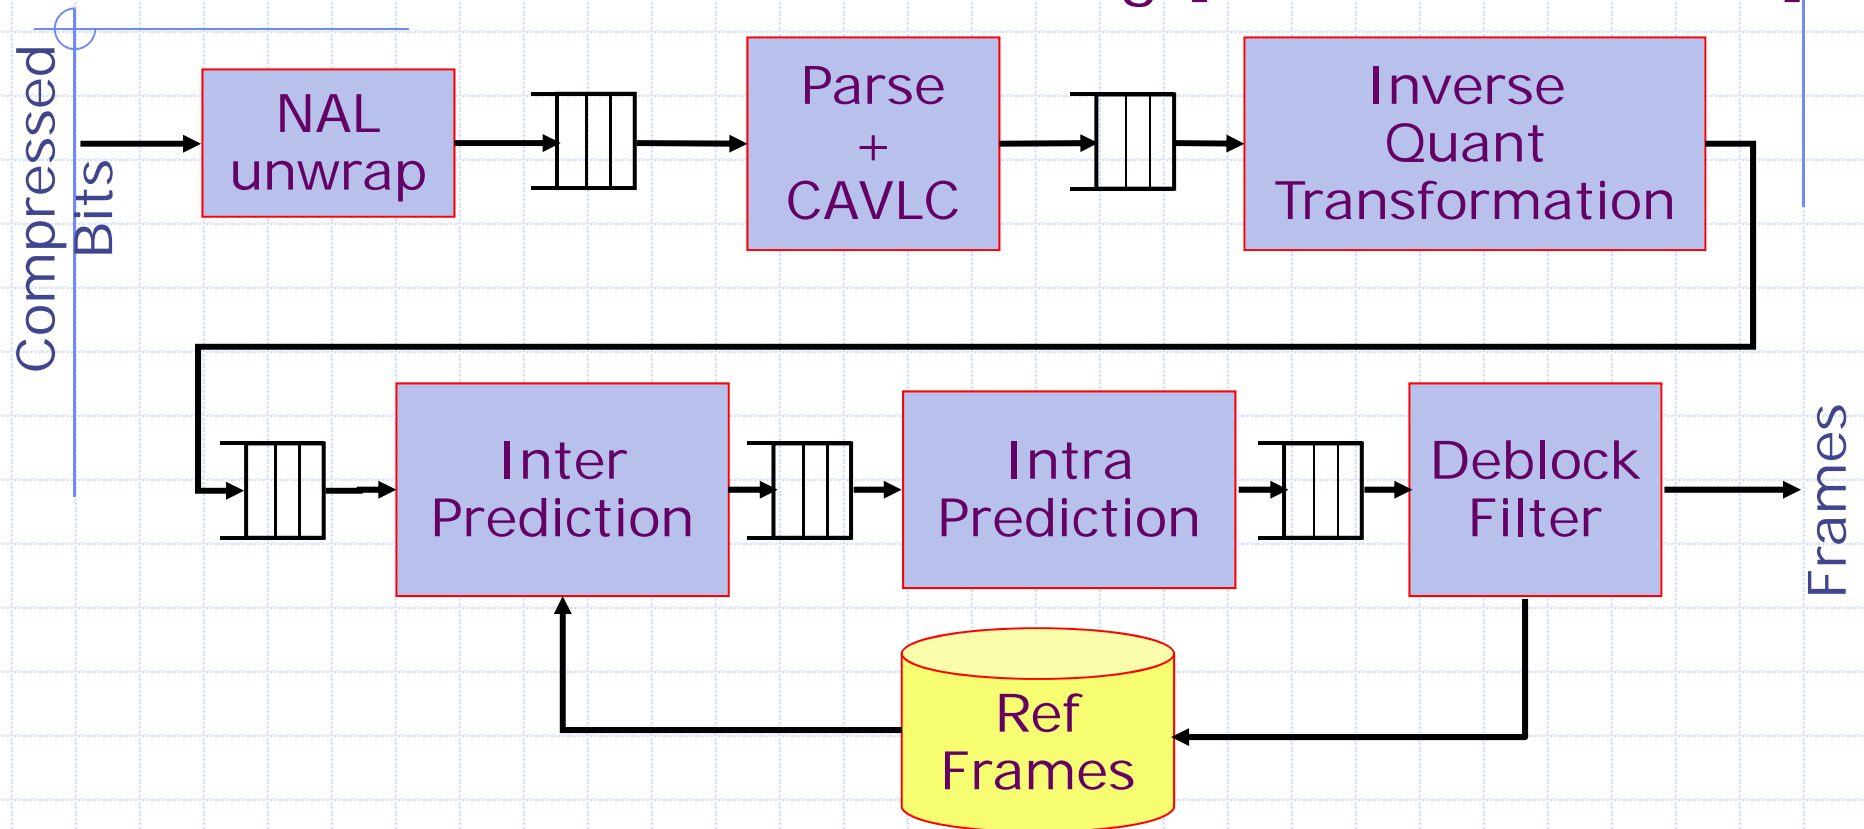 Compressed
Bits
NAL
unwrap
Parse
+
CAVLC
Inverse
Quant
Transformation
Inter
Prediction
Intra
Prediction
Deblock
Filter
Frames
Ref
Frames